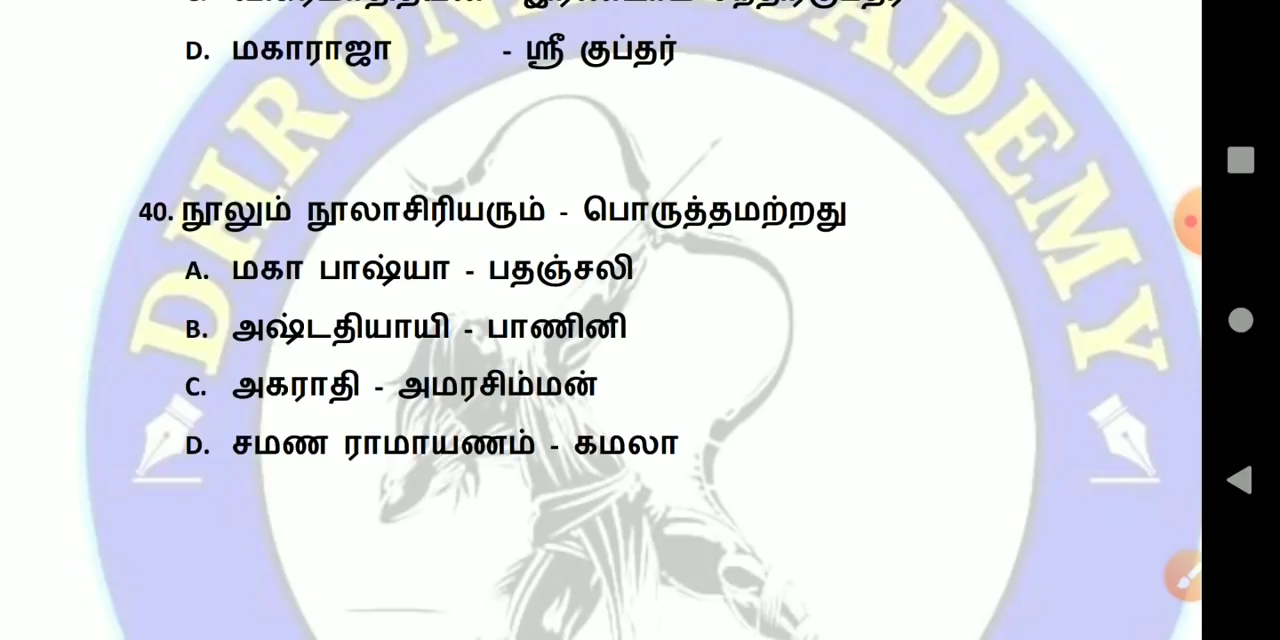 D. மகாராஜா - ஸ்ரீ குப்தர்
40. நூலும் நூலாசிரியரும் - பொருத்தமற்றது
A. மகா பாஷ்யா - பதஞ்சலி
B. அஷ்டதியாயி - பாணினி
C. அகராதி - அமரசிம்மன்
D. சமண ராமாயணம் - கமலா